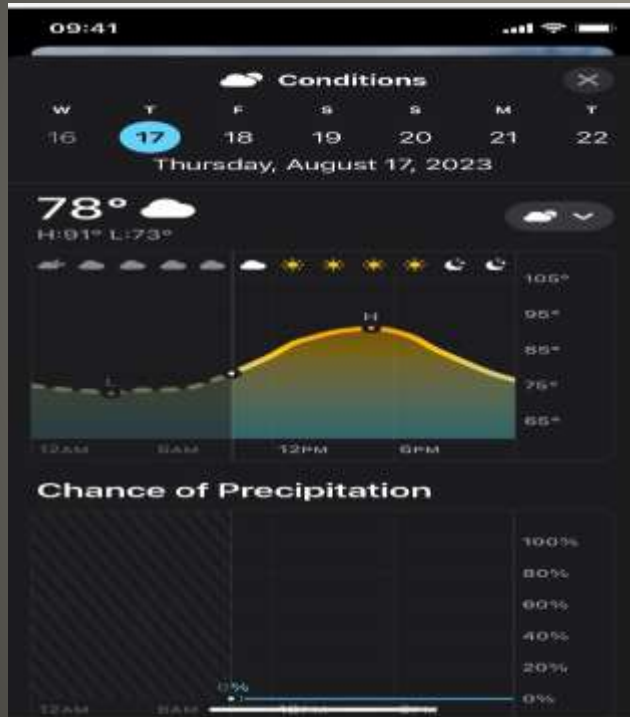 09:41
Conditions
W T F S S M T
16 17 18 19 20 21 22
Thursday, August 17, 2023
78°
H:91° L:73°
105°
95°
85°
75°
65°
H
L
12AM 6AM 12PM 6PM
Chance of Precipitation
100%
80%
60%
40%
20%
0%
0%
12AM 6AM 12PM 6PM